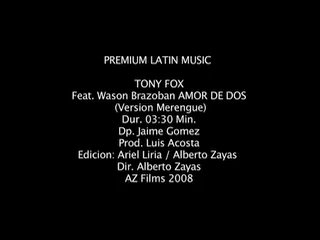 PREMIUM LATIN MUSIC
TONY FOX
Feat. Wason Brazoban AMOR DE DOS
(Version Merengue)
Dur. 03:30 Min.
Dp. Jaime Gomez
Prod. Luis Acosta
Edicion: Ariel Liria / Alberto Zayas
Dir. Alberto Zayas
AZ Films 2008